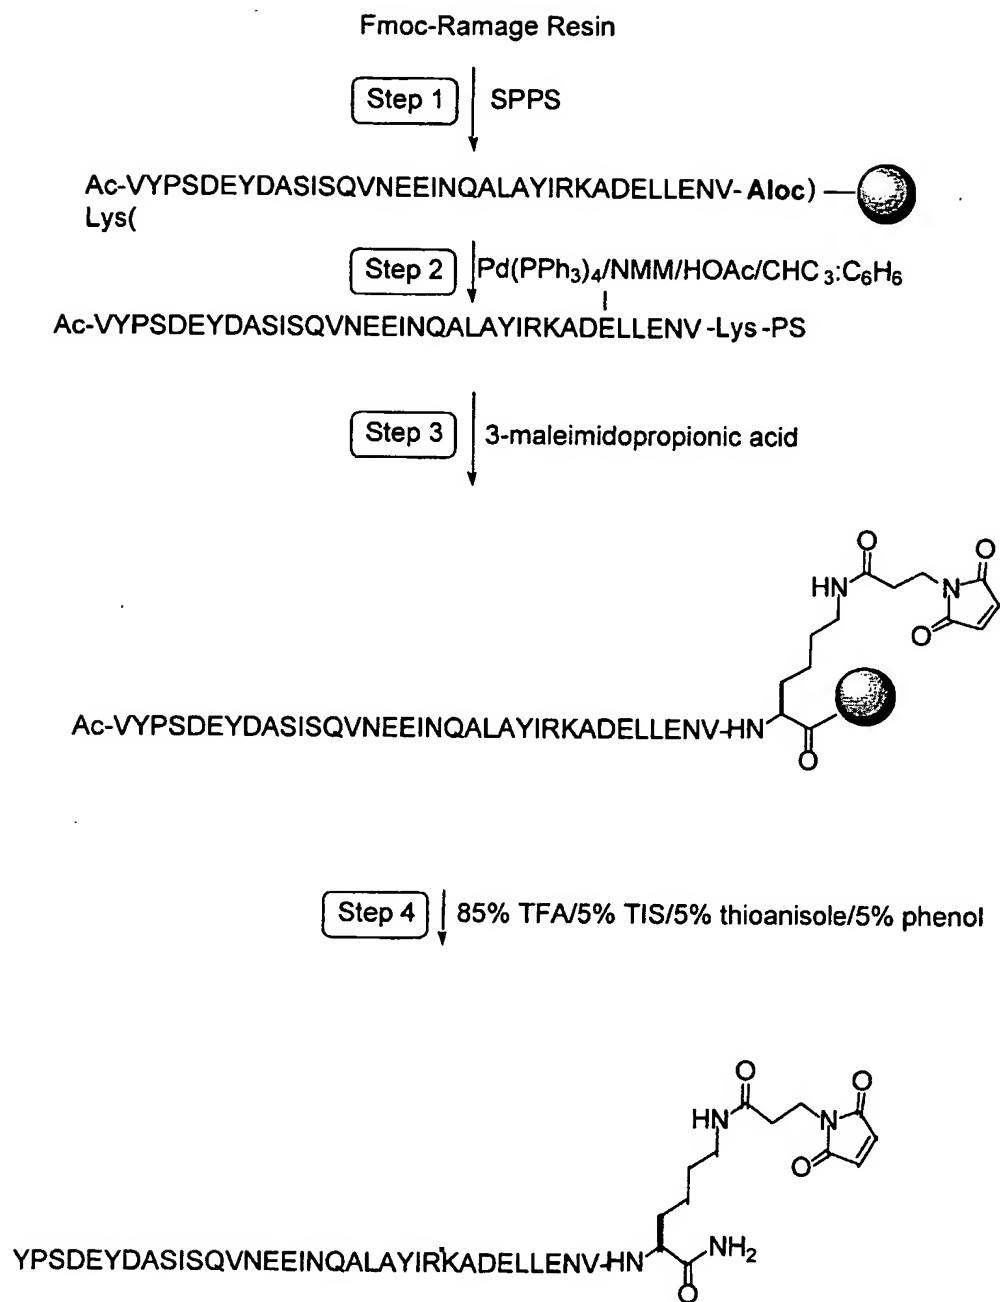 Fmoc-Ramage Resin
Step 1 SPPS
Ac-VYPSDEYDASISQVNEEINQALAYIRKADELLENV- Aloc)
Lys(
Step 2 Pd(PPh3)4/NMM/HOAc/CHC 3:C6H6
l
Ac-VYPSDEYDASISQVNEEINQALAYIRKADELLENV -Lys -PS
Step 3 3-maleimidopropionic acid
O
HN N O
O
Ac-VYPSDEYDASISQVNEEINQALAYIRKADELLENV-HN
O
Step 4 85% TFA/5% TIS/5% thioanisole/5% phenol
O
HN N O
O
YPSDEYDASISQVNEEINQALAYIRKADELLENV-HN NH2
O